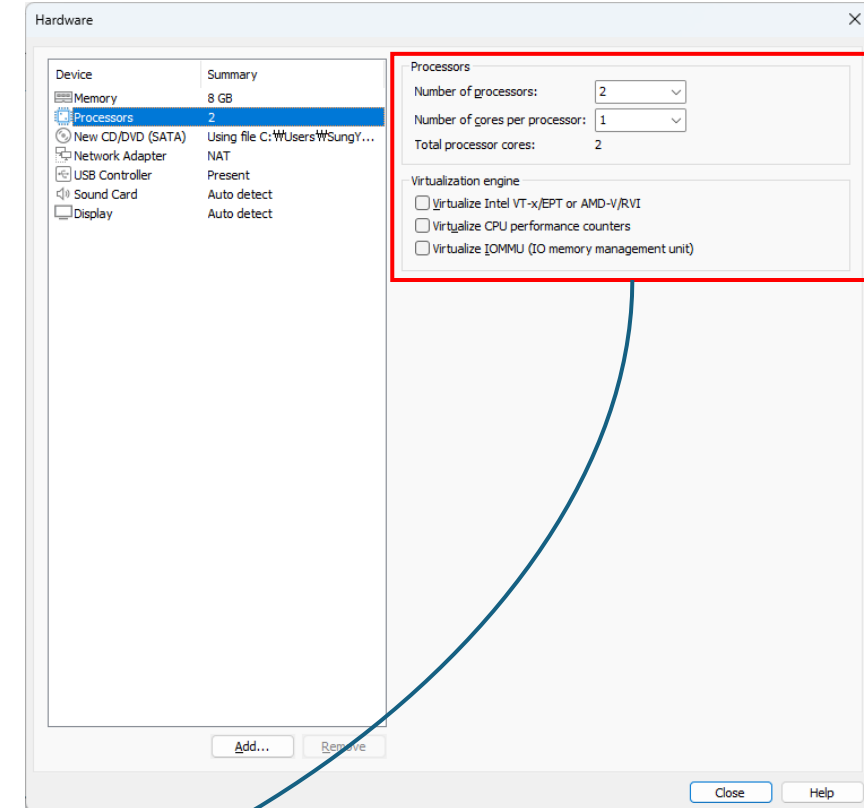 Hardware
Device Summary
Memory 8 GB
Processors 2
New CD/DVD (SATA) Using file C:₩Users₩SungY...
Network Adapter NAT
USB Controller Present
Sound Card Auto detect
Display Auto detect
Add... Remove
Processors
Number of processors: 2
Number of cores per processor: 1
Total processor cores: 2
Virtualization engine
Virtualize Intel VT-x/EPT or AMD-V/RVI
Virtualize CPU performance counters
Virtualize IOMMU (IO memory management unit)
Close Help